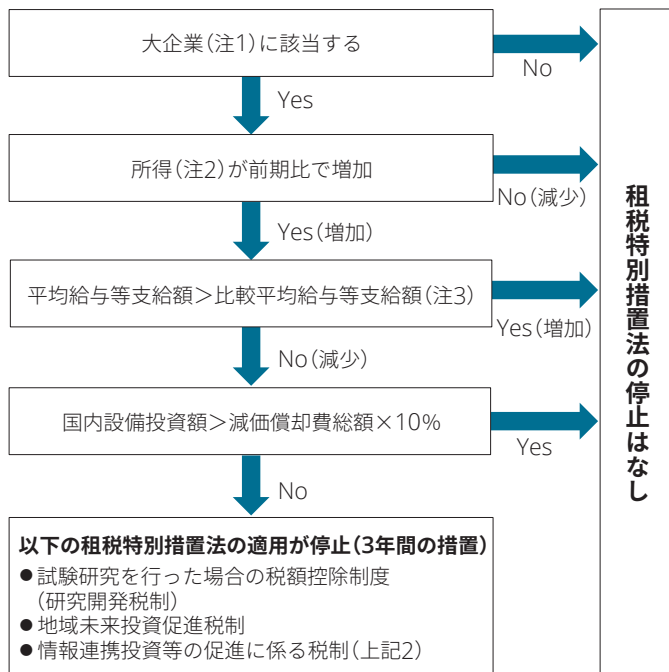 大企業(注1)に該当する
No
Yes
所得(注2)が前期比で増加
No(減少)
Yes(増加)
平均給与等支給額＞比較平均給与等支給額(注3)
Yes(増加)
No(減少)
国内設備投資額＞減価償却費総額×10%
Yes
No
以下の租税特別措置法の適用が停止(3年間の措置)
●試験研究を行った場合の税額控除制度
(研究開発税制)
●地域未来投資促進税制
●情報連携投資等の促進に係る税制(上記2)
租税特別措置法の停止はなし